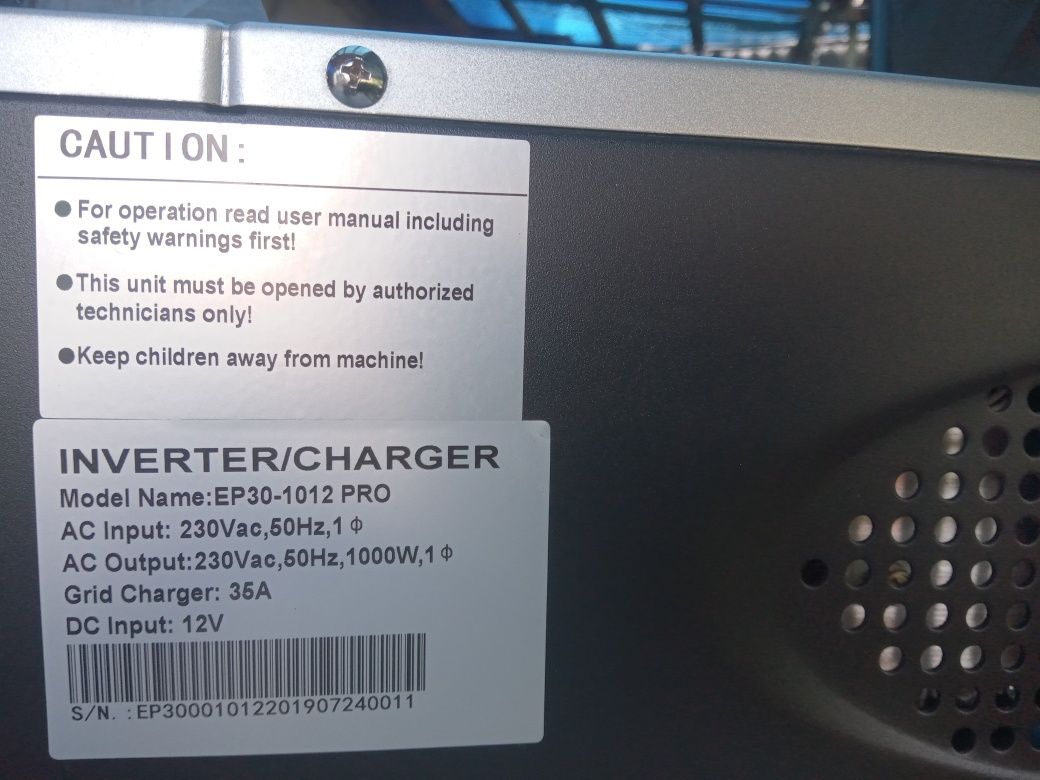 CAUTION:
● For operation read user manual including
safety warnings first!
● This unit must be opened by authorized
technicians only!
● Keep children away from machine!
INVERTER/CHARGER
Model Name:EP30-1012 PRO
AC Input: 230Vac,50Hz,1 Φ
AC Output:230Vac,50Hz,1000W,1 Φ
Grid Charger: 35A
DC Input: 12V
S/N. :EP30001012201907240011